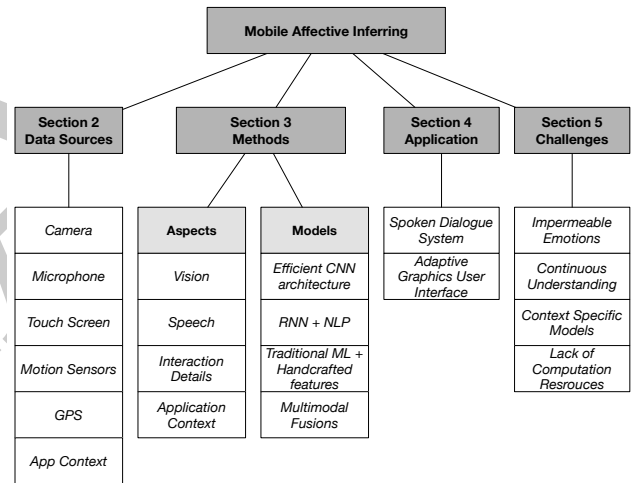 Mobile Affective Inferring
Section 2
Data Sources
Section 3
Methods
Section 4
Application
Section 5
Challenges
Camera
Microphone
Touch Screen
Motion Sensors
GPS
App Context
Aspects
Vision
Speech
Interaction
Details
Application
Context
Models
Efficient CNN
architecture
RNN + NLP
Traditional ML +
Handcrafted
features
Multimodal
Fusions
Spoken Dialogue
System
Adaptive
Graphics User
Interface
Impermeable
Emotions
Continuous
Understanding
Context Specific
Models
Lack of
Computation
Resrouces